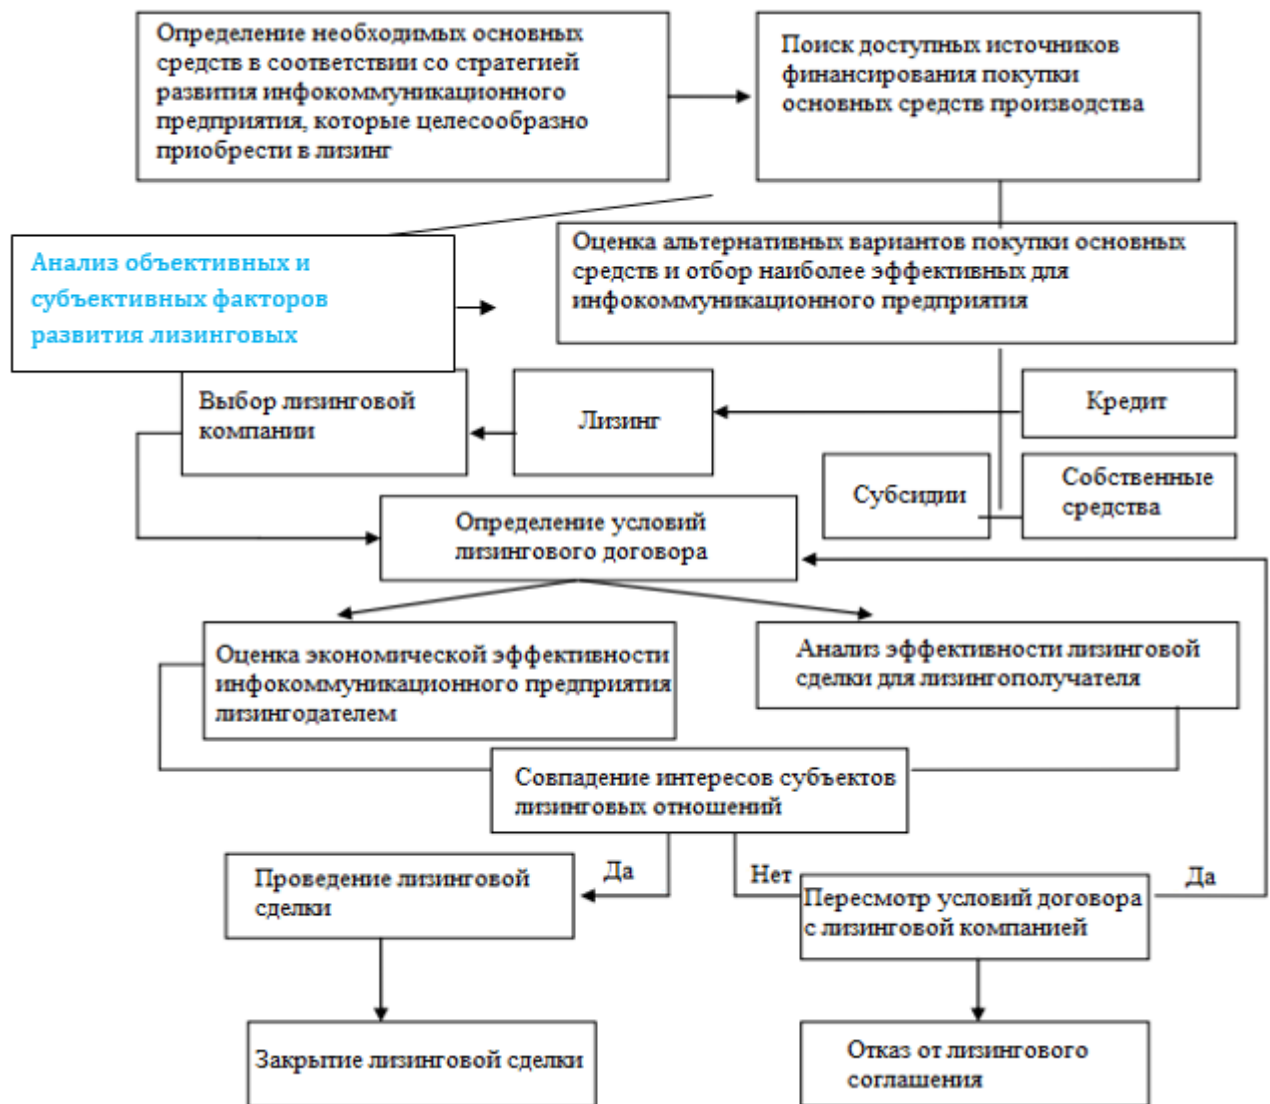 Определение необходимых основных
средств в соответствии со стратегией
развития инфокоммуникационного
предприятия, которые целесообразно
приобрести в лизинг
Поиск доступных источников
финансирования покупки
основных средств производства
Анализ объективных и
субъективных факторов
развития лизинговых
Оценка альтернативных вариантов покупки основных
средств и отбор наиболее эффективных для
инфокоммуникационного предприятия
Выбор лизинговой
компании
Лизинг
Кредит
Субсидии
Собственные
средства
Определение условий
лизингового договора
Оценка экономической эффективности
инфокоммуникационного предприятия
лизингодателем
Анализ эффективности лизинговой
сделки для лизингополучателя
Совпадение интересов субъектов
лизинговых отношений
Да
Нет
Да
Проведение лизинговой
сделки
Пересмотр условий договора
с лизинговой компанией
Закрытие лизинговой сделки
Отказ от лизингового
соглашения